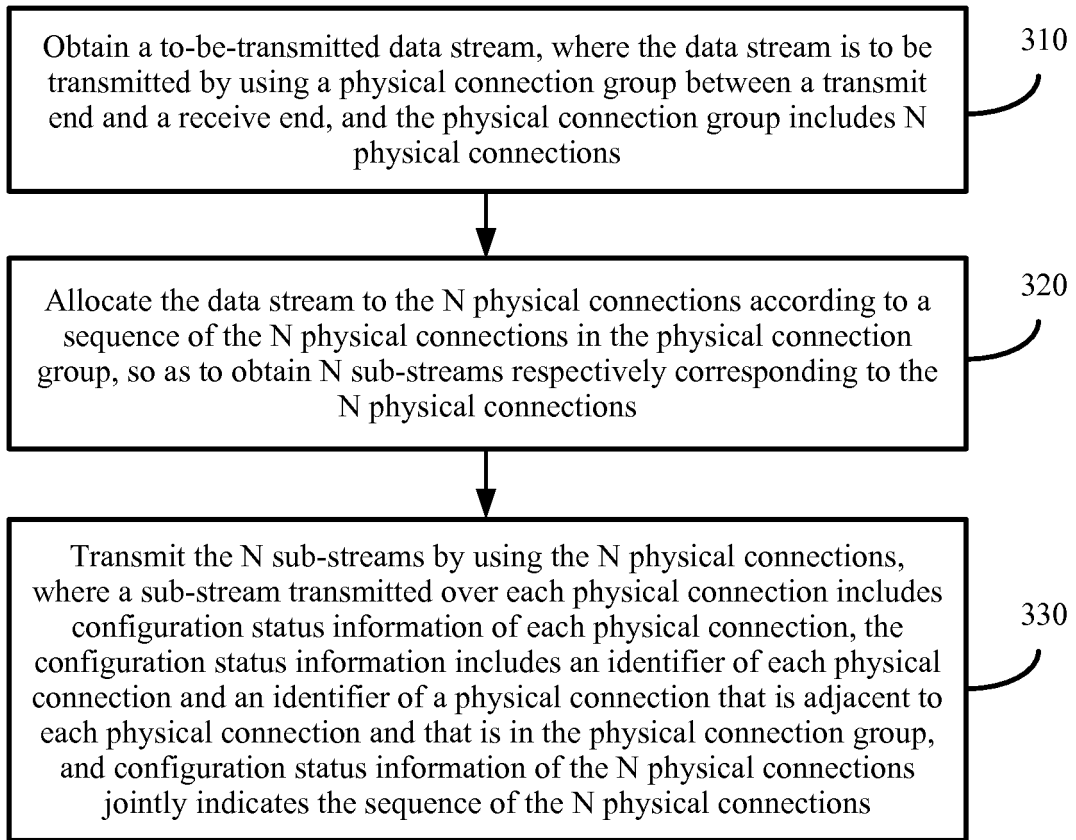 Obtain a to-be-transmitted data stream, where the data stream is to be
transmitted by using a physical connection group between a transmit
end and a receive end, and the physical connection group includes N
physical connections
310
Allocate the data stream to the N physical connections according to a
sequence of the N physical connections in the physical connection
group, so as to obtain N sub-streams respectively corresponding to the
N physical connections
320
Transmit the N sub-streams by using the N physical connections,
where a sub-stream transmitted over each physical connection includes
configuration status information of each physical connection, the
configuration status information includes an identifier of each physical
connection and an identifier of a physical connection that is adjacent to
each physical connection and that is in the physical connection group,
and configuration status information of the N physical connections
jointly indicates the sequence of the N physical connections
330